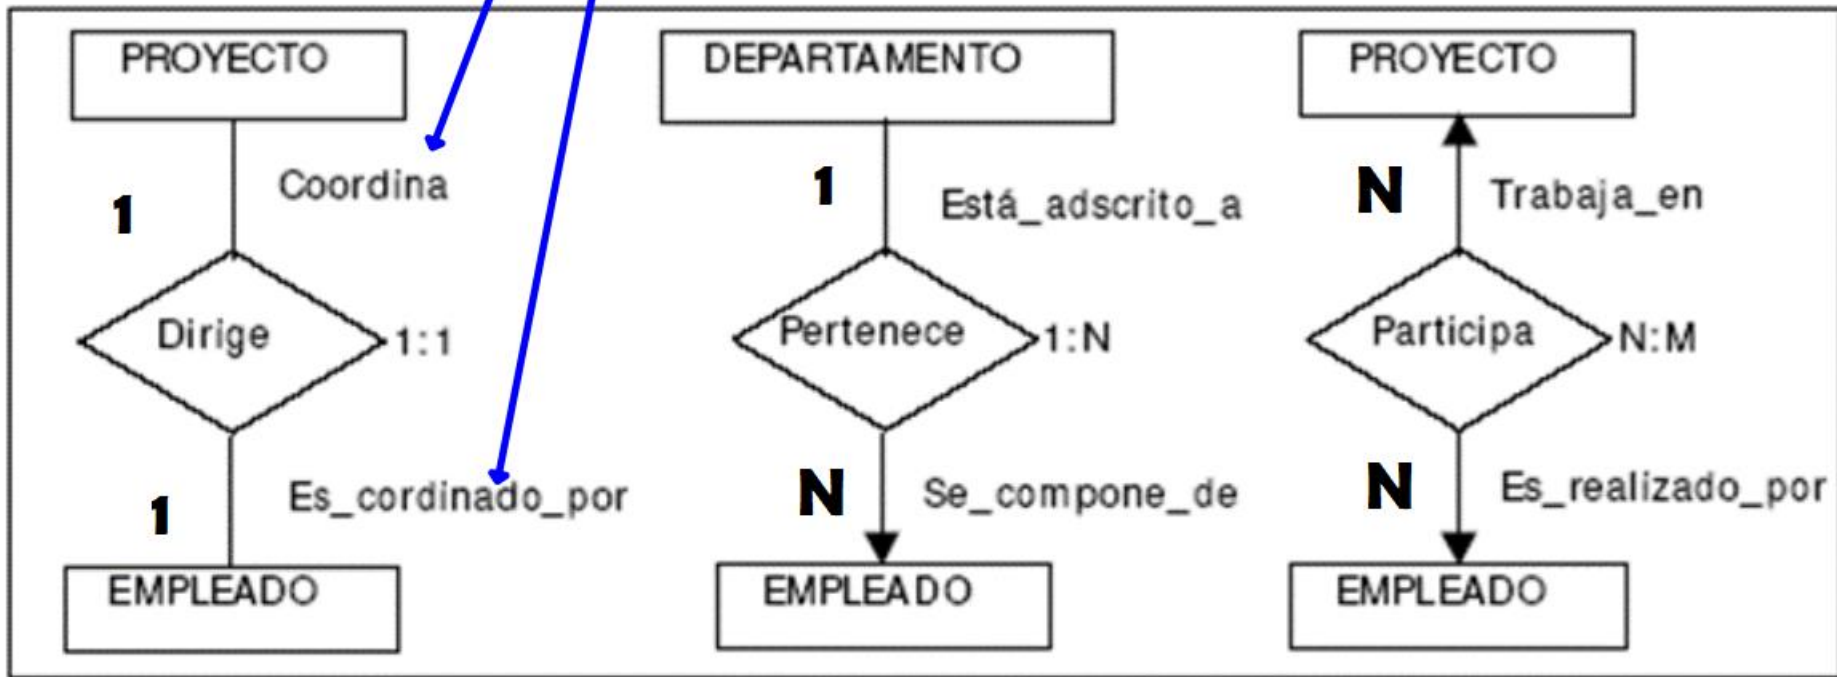 PROYECTO
Coordina
1
Dirige
1:1
Es_cordinado_por
1
EMPLEADO
DEPARTAMENTO
1
Está_adscrito_a
Pertenece
1:N
N
Se_compone_de
EMPLEADO
PROYECTO
N
Trabaja_en
Participa
N:M
N
Es_realizado_por
EMPLEADO